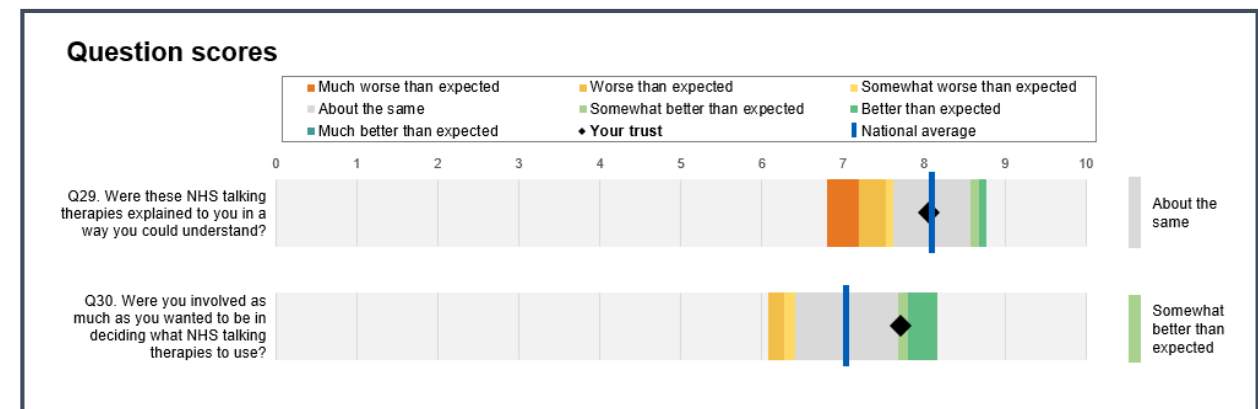 Question scores
Much worse than expected
Worse than expected
Somewhat worse than expected
About the same
Somewhat better than expected
Better than expected
Much better than expected
Your trust
National average
0 1 2 3 4 5 6 7 8 9 10
Q29. Were these NHS talking
therapies explained to you in a
way you could understand?
About the
same
Q30. Were you involved as
much as you wanted to be in
deciding what NHS talking
therapies to use?
Somewhat
better than
expected